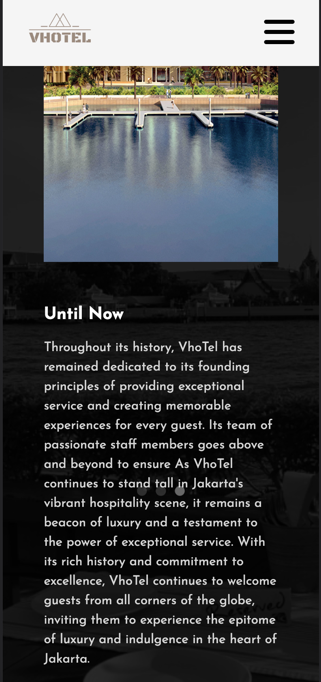 VHOTEL
Until Now
Throughout its history, VhoTel has
remained dedicated to its founding
principles of providing exceptional
service and creating memorable
experiences for every guest. Its team of
passionate staff members goes above
and beyond to ensure As VhoTel
continues to stand tall in Jakarta's
vibrant hospitality scene, it remains a
beacon of luxury and a testament to
the power of exceptional service. With
its rich history and commitment to
excellence, VhoTel continues to welcome
guests from all corners of the globe,
inviting them to experience the epitome
of luxury and indulgence in the heart of
Jakarta.